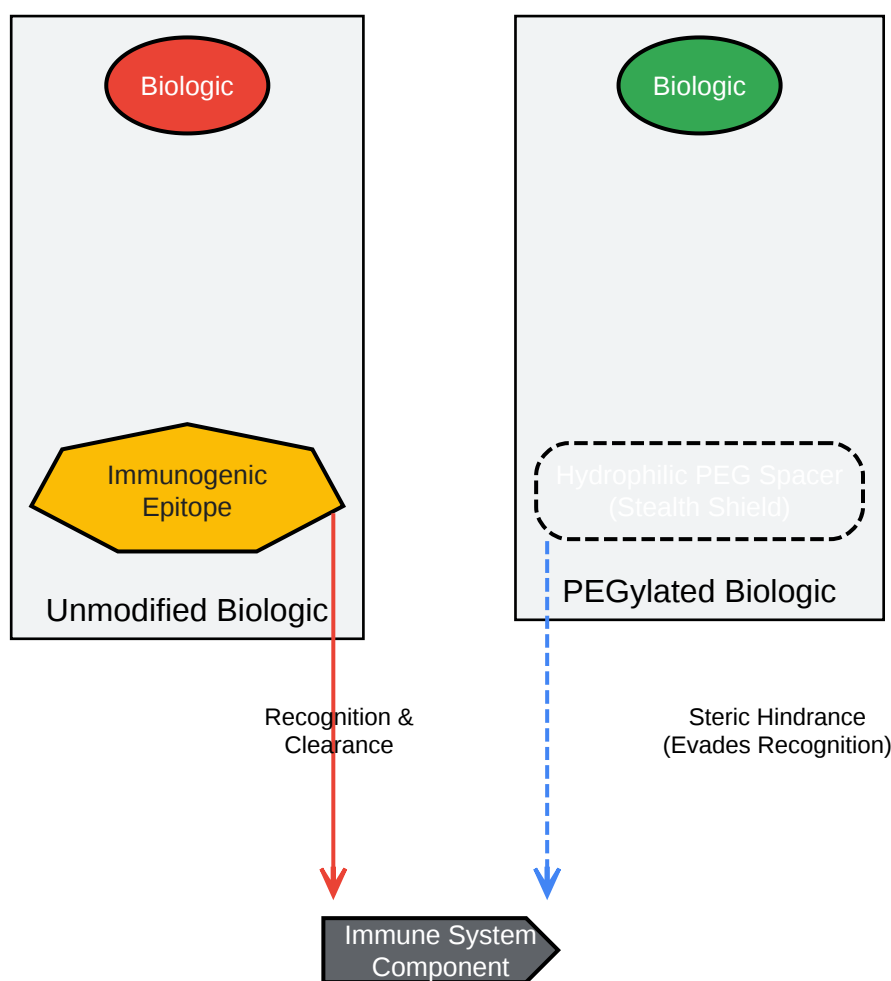 Biologic
Immunogenic
Epitope
Unmodified Biologic
Biologic
Hydrophilic PEG Spacer
(Stealth Shield)
PEGylated Biologic
Recognition &
Clearance
Steric Hindrance
(Evades Recognition)
Immune System
Component